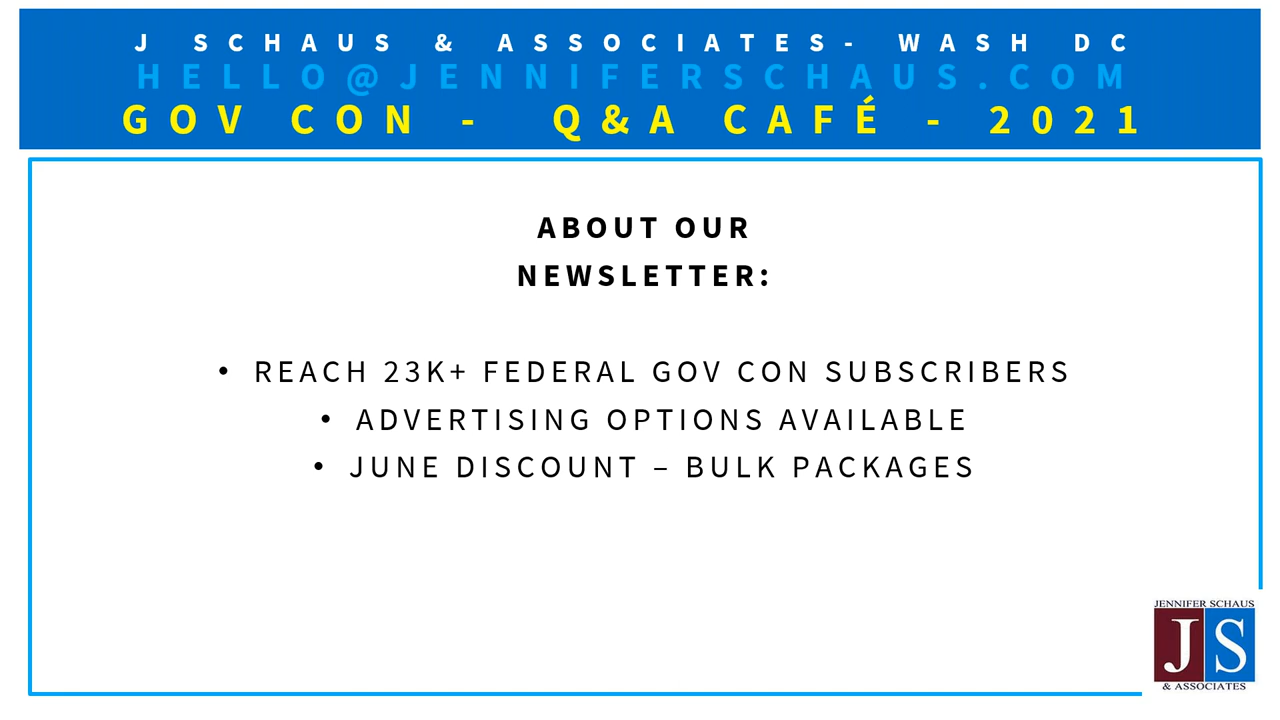 J SCHAUS & ASSOCIATES- WASH DC
HELLO@JENNIFERSCHAUS.COM
GOV CON - Q&A CAFÉ - 2021
ABOUT OUR
NEWSLETTER:
• REACH 23K+ FEDERAL GOV CON SUBSCRIBERS
• ADVERTISING OPTIONS AVAILABLE
• JUNE DISCOUNT – BULK PACKAGES
JENNIFER SCHAUS
JS
& ASSOCIATES